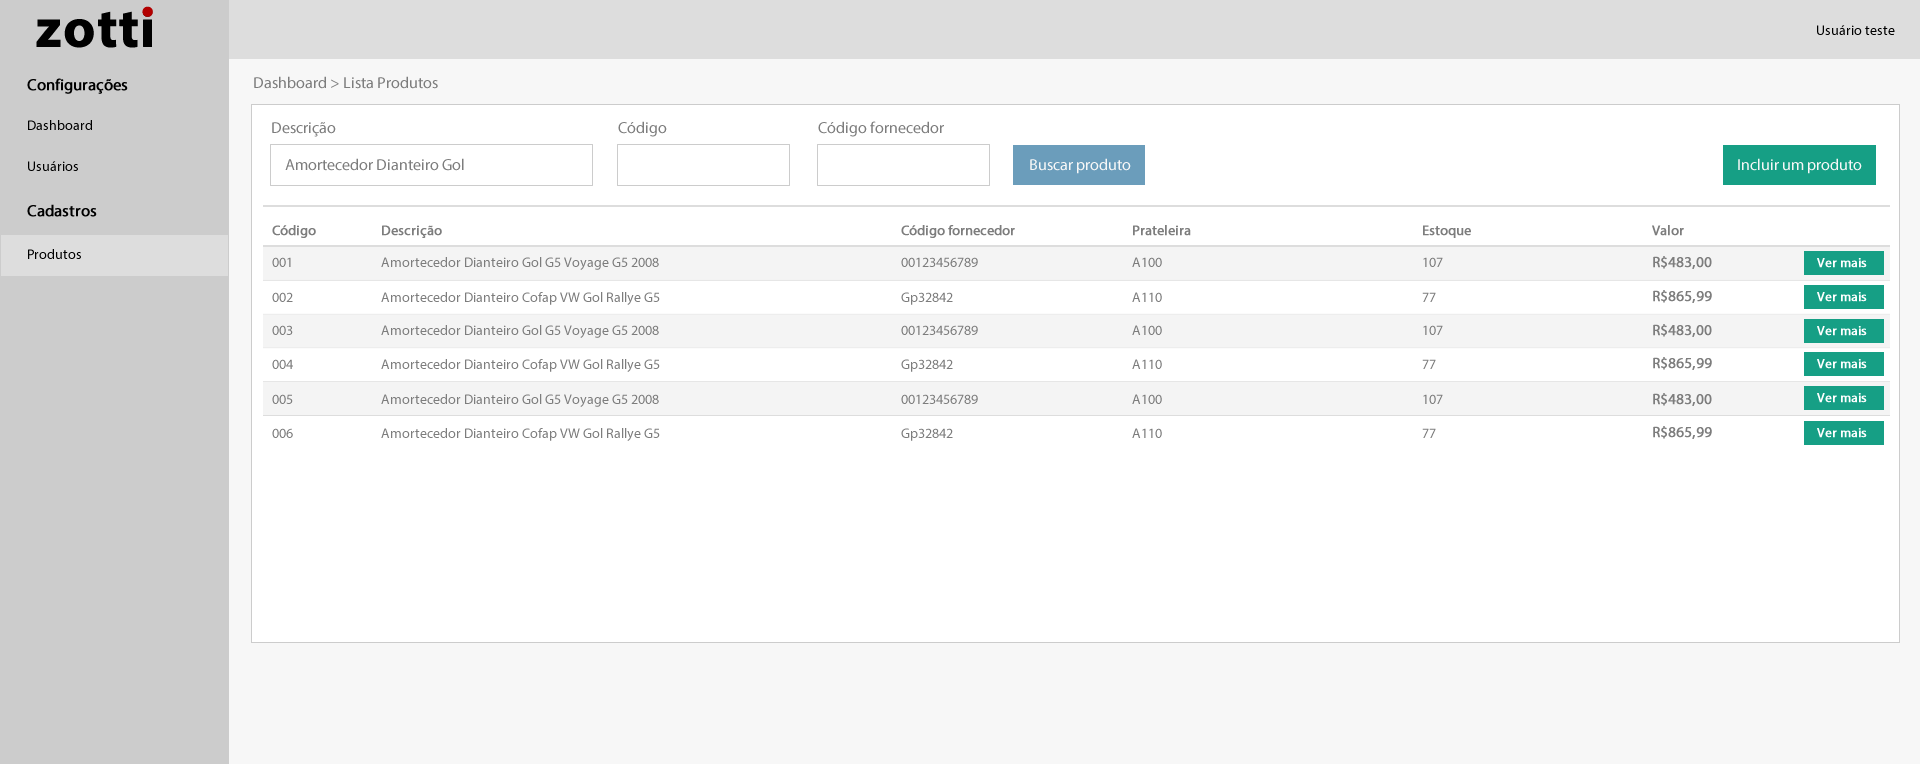 zotti
Usuário teste
Configurações
Dashboard
Usuários
Cadastros
Produtos
Dashboard > Lista Produtos
Descrição Código Código fornecedor
Amortecedor Dianteiro Gol Buscar produto Incluir um produto
Código Descrição Código fornecedor Prateleira Estoque Valor
001 Amortecedor Dianteiro Gol G5 Voyage G5 2008 00123456789 A100 107 R$483,00 Ver mais
002 Amortecedor Dianteiro Cofap VW Gol Rallye G5 Gp32842 A110 77 R$865,99 Ver mais
003 Amortecedor Dianteiro Gol G5 Voyage G5 2008 00123456789 A100 107 R$483,00 Ver mais
004 Amortecedor Dianteiro Cofap VW Gol Rallye G5 Gp32842 A110 77 R$865,99 Ver mais
005 Amortecedor Dianteiro Gol G5 Voyage G5 2008 00123456789 A100 107 R$483,00 Ver mais
006 Amortecedor Dianteiro Cofap VW Gol Rallye G5 Gp32842 A110 77 R$865,99 Ver mais